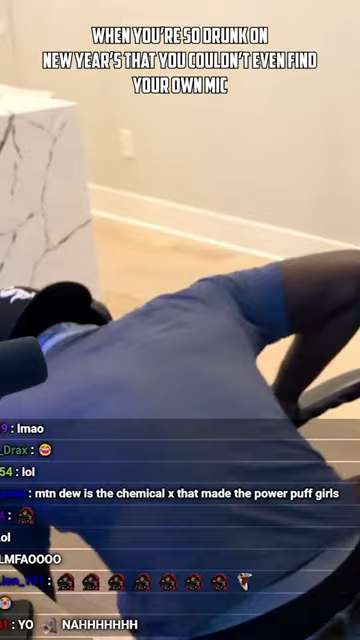 WHEN YOU'RE SO DRUNK ON
NEW YEAR'S THAT YOU COULDN'T EVEN FIND
YOUR OWN MIC
9 : lmao
_Drax : 😄
54 : lol
: mtn dew is the chemical x that made the power puff girls
LMFAOOOO
: YO NAHHHHHHH